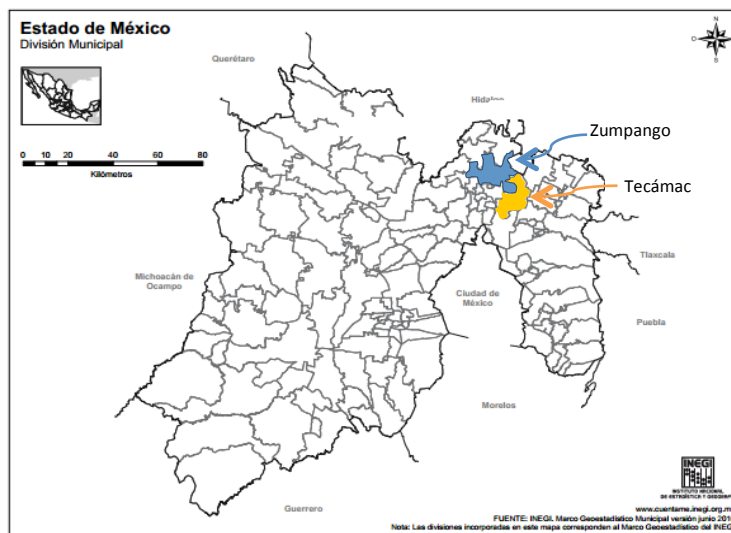 Estado de México
División Municipal
Querétaro
0 10 20 40 60 80
Kilómetros
Zumpango
Tecámac
Tlaxcala
Michoacán
de Ocampo
Ciudad de
México
Puebla
Morelos
Guerrero
INEGI
INSTITUTO NACIONAL
DE ESTADÍSTICA Y GEOGRAF
www.cuentame.inegi.org.m
FUENTE: INEGI. Marco Geoestadístico Municipal versión junio 201
Nota: Las divisiones incorporadas en este mapa corresponden al Marco Geoestadístico del INEG